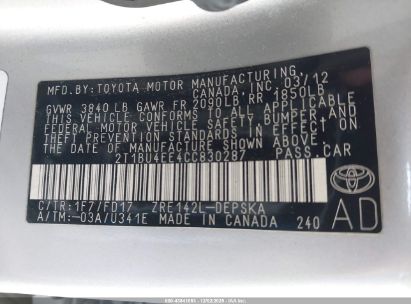 MFD.BY:TOYOTA MOTOR MANUFACTURING
CANADA, INC. 03/12
GVWR 3840 LB GAWR FR 2090LB,RR 1850LB
THIS VEHICLE CONFORMS TO ALL APPLICABLE
FEDERAL MOTOR VEHICLE SAFETY, BUMPER, AND
THEFT PREVENTION STANDARDS IN EFFECT ON
THE DATE OF MANUFACTURE SHOWN ABOVE.
2T1BU4EE4CC830287 PASS.CAR
C/TR:1F7/FD17 ZRE142L-DEPSKA
A/TM:-03A/U341E
MADE IN CANADA 240
AD
TOYOTA